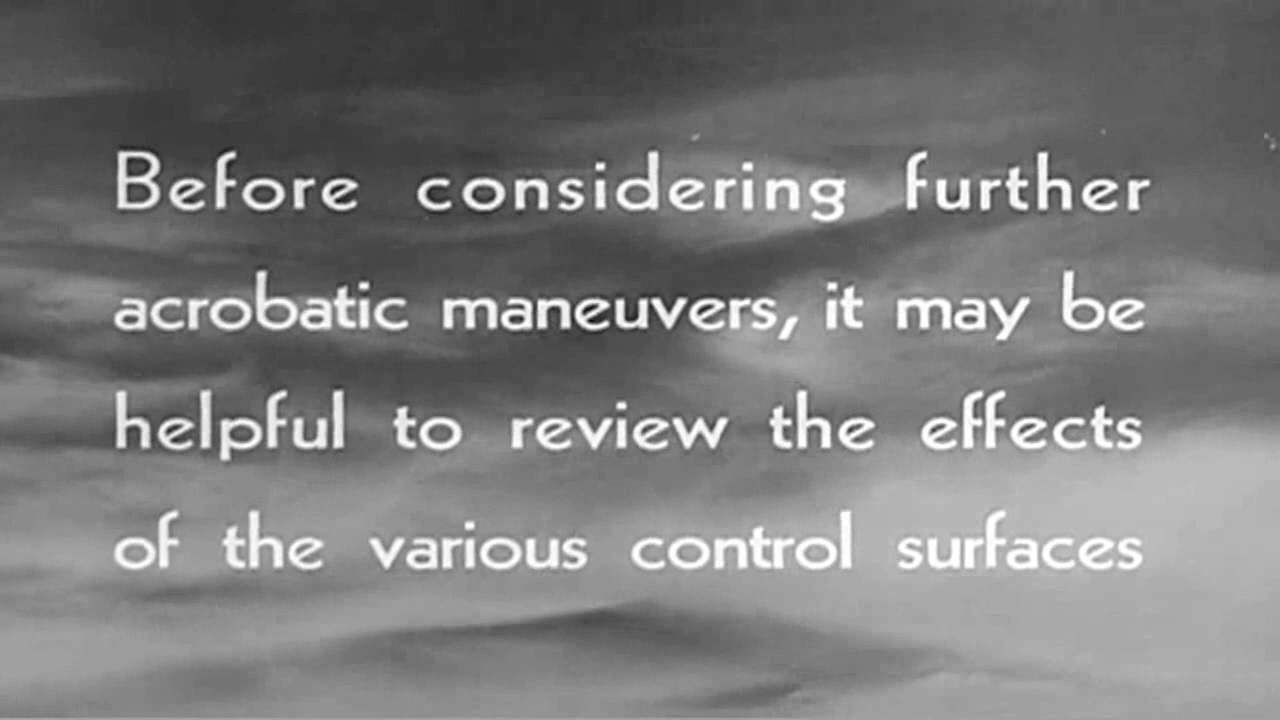 Before considering further
acrobatic maneuvers, it may be
helpful to review the effects
of the various control surfaces